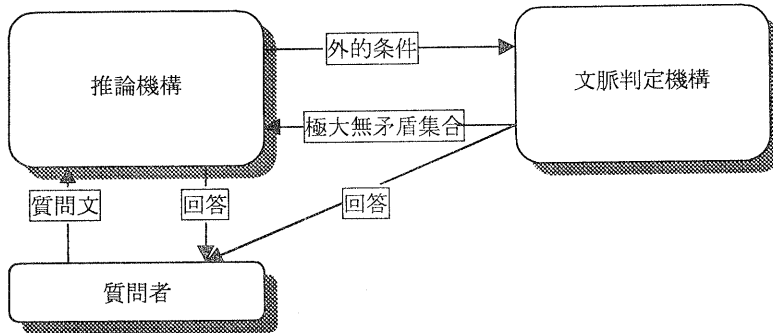 外的条件
推論機構
文脈判定機構
極大無矛盾集合
質問文
回答
回答
質問者